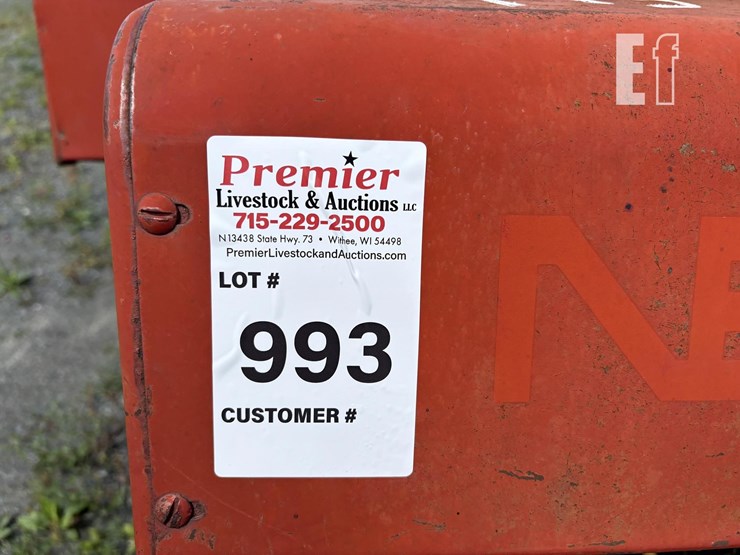 Ef
Premier
Livestock & Auctions LLC
715-229-2500
N13438 State Hwy. 73 • Withee, WI 54498
PremierLivestockandAuctions.com
LOT #
993
CUSTOMER #